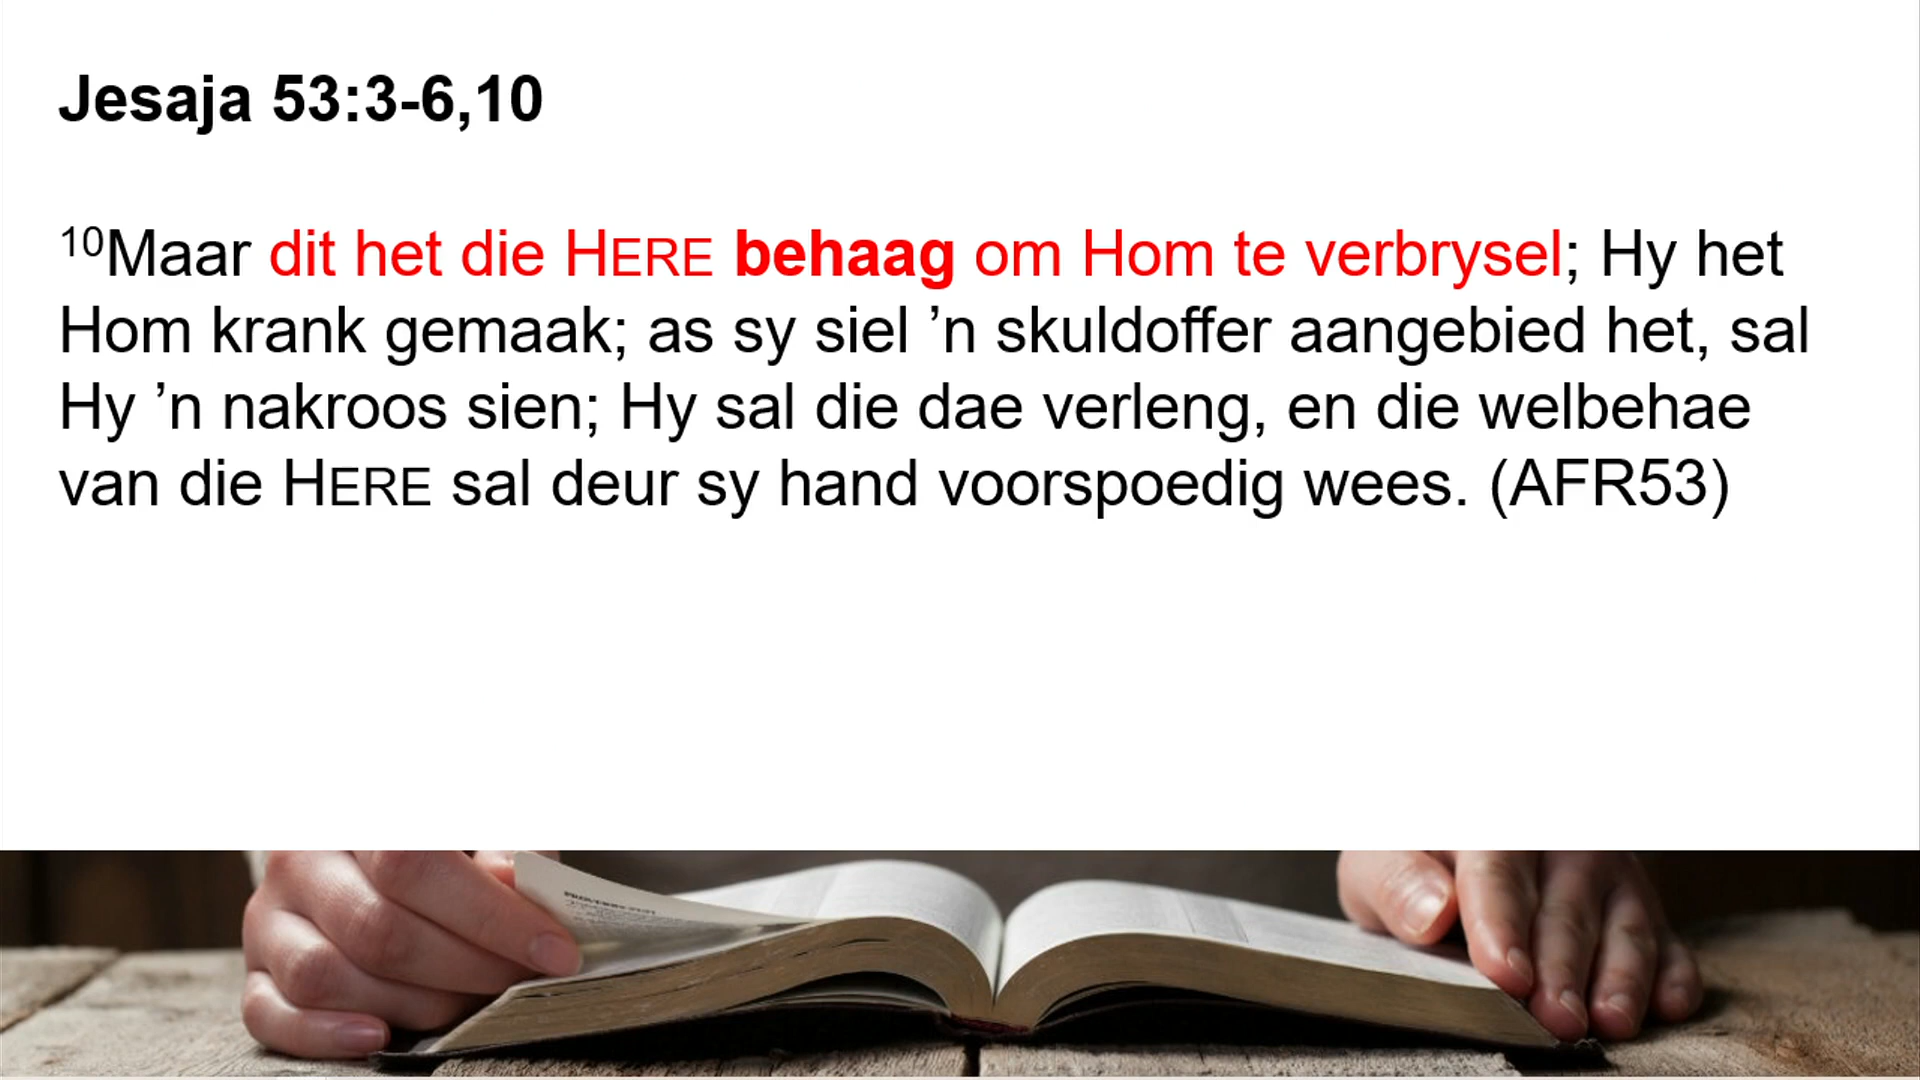 Jesaja 53:3-6,10
¹⁰Maar dit het die HERE behaag om Hom te verbrysel; Hy het
Hom krank gemaak; as sy siel ’n skuldoffer aangebied het, sal
Hy ’n nakroos sien; Hy sal die dae verleng, en die welbehae
van die HERE sal deur sy hand voorspoedig wees. (AFR53)